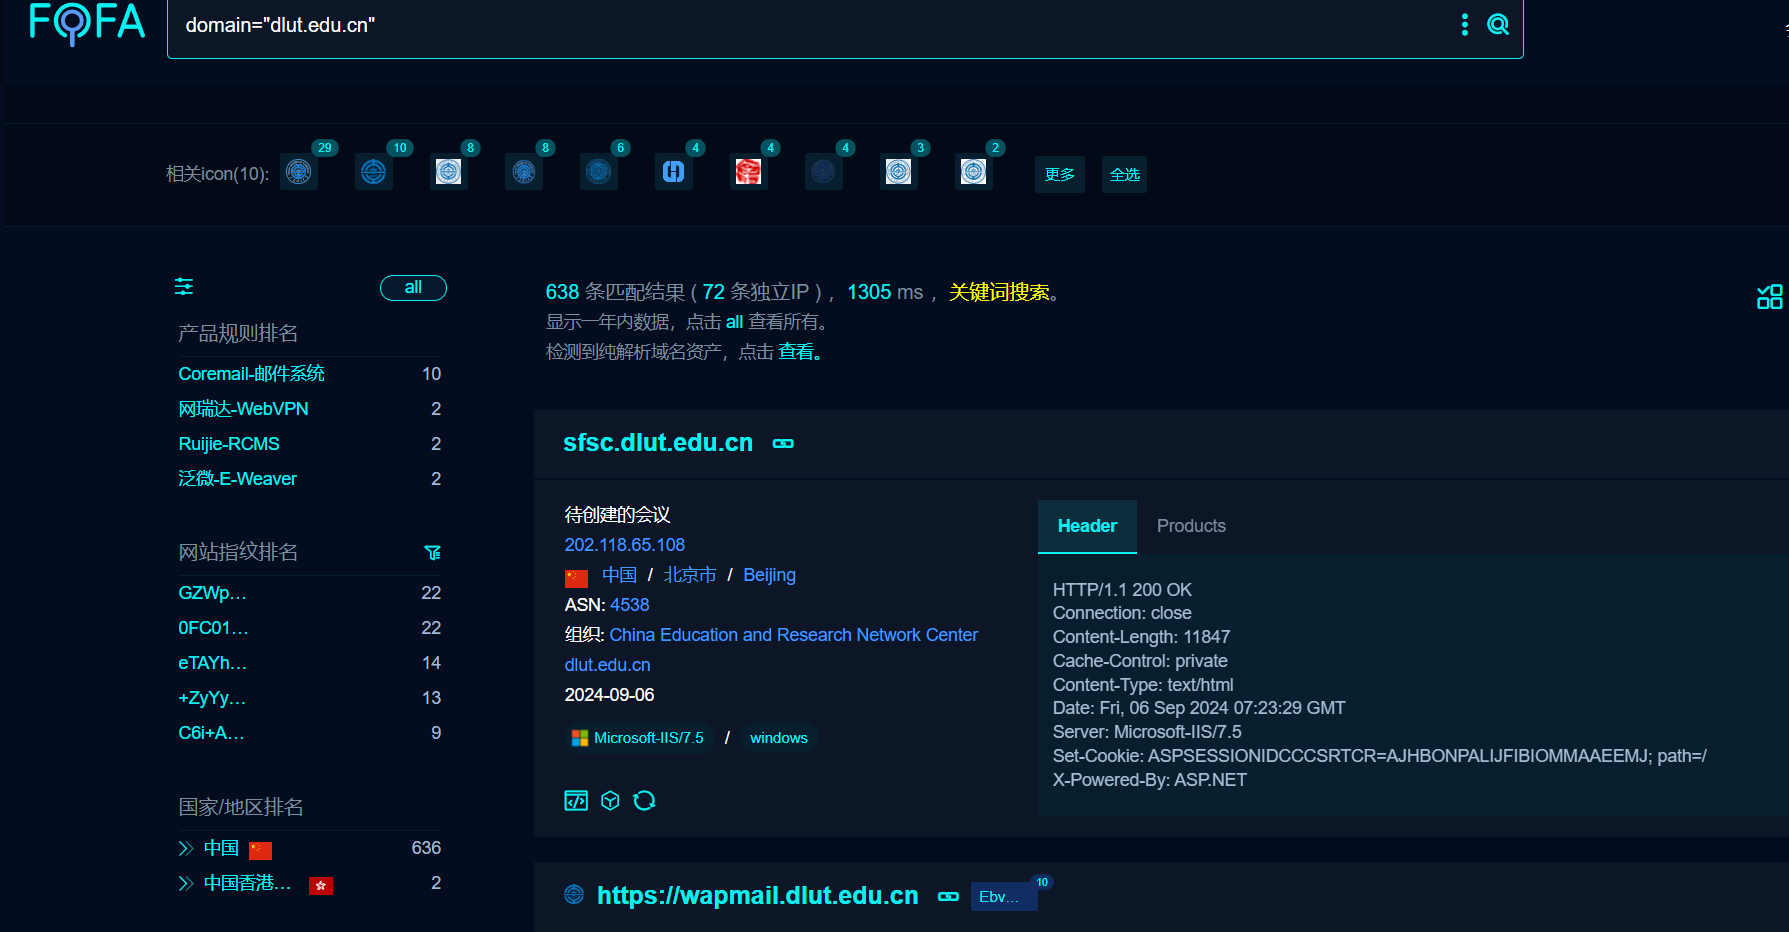 FOFA
domain="dlut.edu.cn"
相关icon(10):
29
10
8
8
6
4
4
4
3
2
更多
全选
all
产品规则排名
Coremail-邮件系统 10
网瑞达-WebVPN 2
Ruijie-RCMS 2
泛微-E-Weaver 2
网站指纹排名
GZWp... 22
0FC01... 22
eTAYh... 14
+ZyYy... 13
C6i+A... 9
国家/地区排名
中国 636
中国香港... 2
638 条匹配结果 ( 72 条独立IP ) ，1305 ms ，关键词搜索。
显示一年内数据，点击 all 查看所有。
检测到纯解析域名资产，点击 查看。
sfsc.dlut.edu.cn
待创建的会议
202.118.65.108
中国 / 北京市 / Beijing
ASN: 4538
组织: China Education and Research Network Center
dlut.edu.cn
2024-09-06
Microsoft-IIS/7.5 / windows
Header Products
HTTP/1.1 200 OK
Connection: close
Content-Length: 11847
Cache-Control: private
Content-Type: text/html
Date: Fri, 06 Sep 2024 07:23:29 GMT
Server: Microsoft-IIS/7.5
Set-Cookie: ASPSESSIONIDCCCSRTCR=AJHBONPALIJFIBIOMMAAEEMJ; path=/
X-Powered-By: ASP.NET
https://wapmail.dlut.edu.cn
Ebv... 10